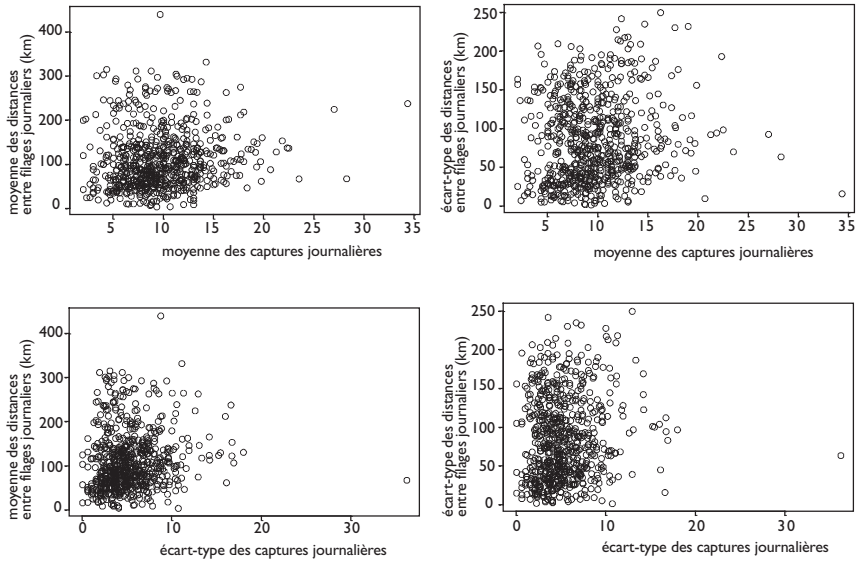 moyenne des distances
entre filages journaliers (km)
400
300
200
100
0
5 10 15 20 25 30 35
moyenne des captures journalières
écart-type des distances
entre filages journaliers (km)
250
200
150
100
50
0
5 10 15 20 25 30 35
moyenne des captures journalières
moyenne des distances
entre filages journaliers (km)
400
300
200
100
0
0 10 20 30
écart-type des captures journalières
écart-type des distances
entre filages journaliers (km)
250
200
150
100
50
0
0 10 20 30
écart-type des captures journalières